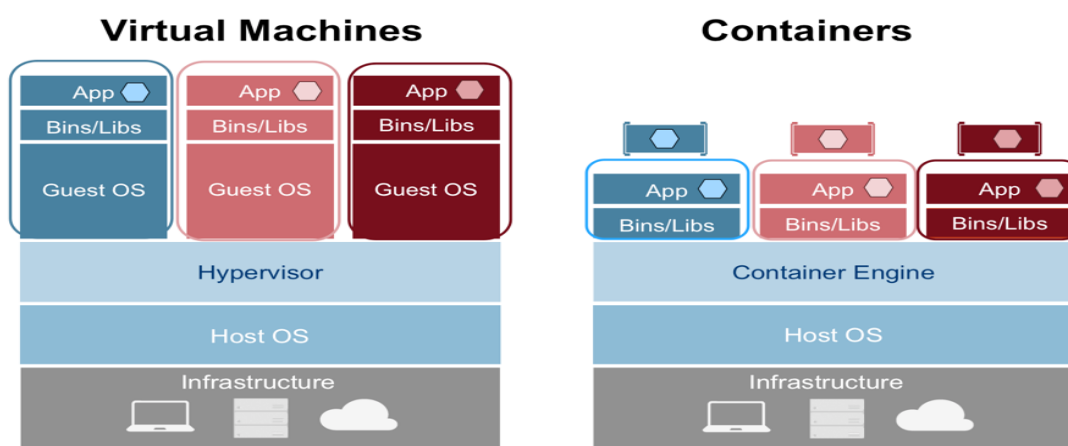 Virtual Machines
App
App
App
Bins/Libs
Bins/Libs
Bins/Libs
Guest OS
Guest OS
Guest OS
Hypervisor
Host OS
Infrastructure
Containers
App
App
App
Bins/Libs
Bins/Libs
Bins/Libs
Container Engine
Host OS
Infrastructure